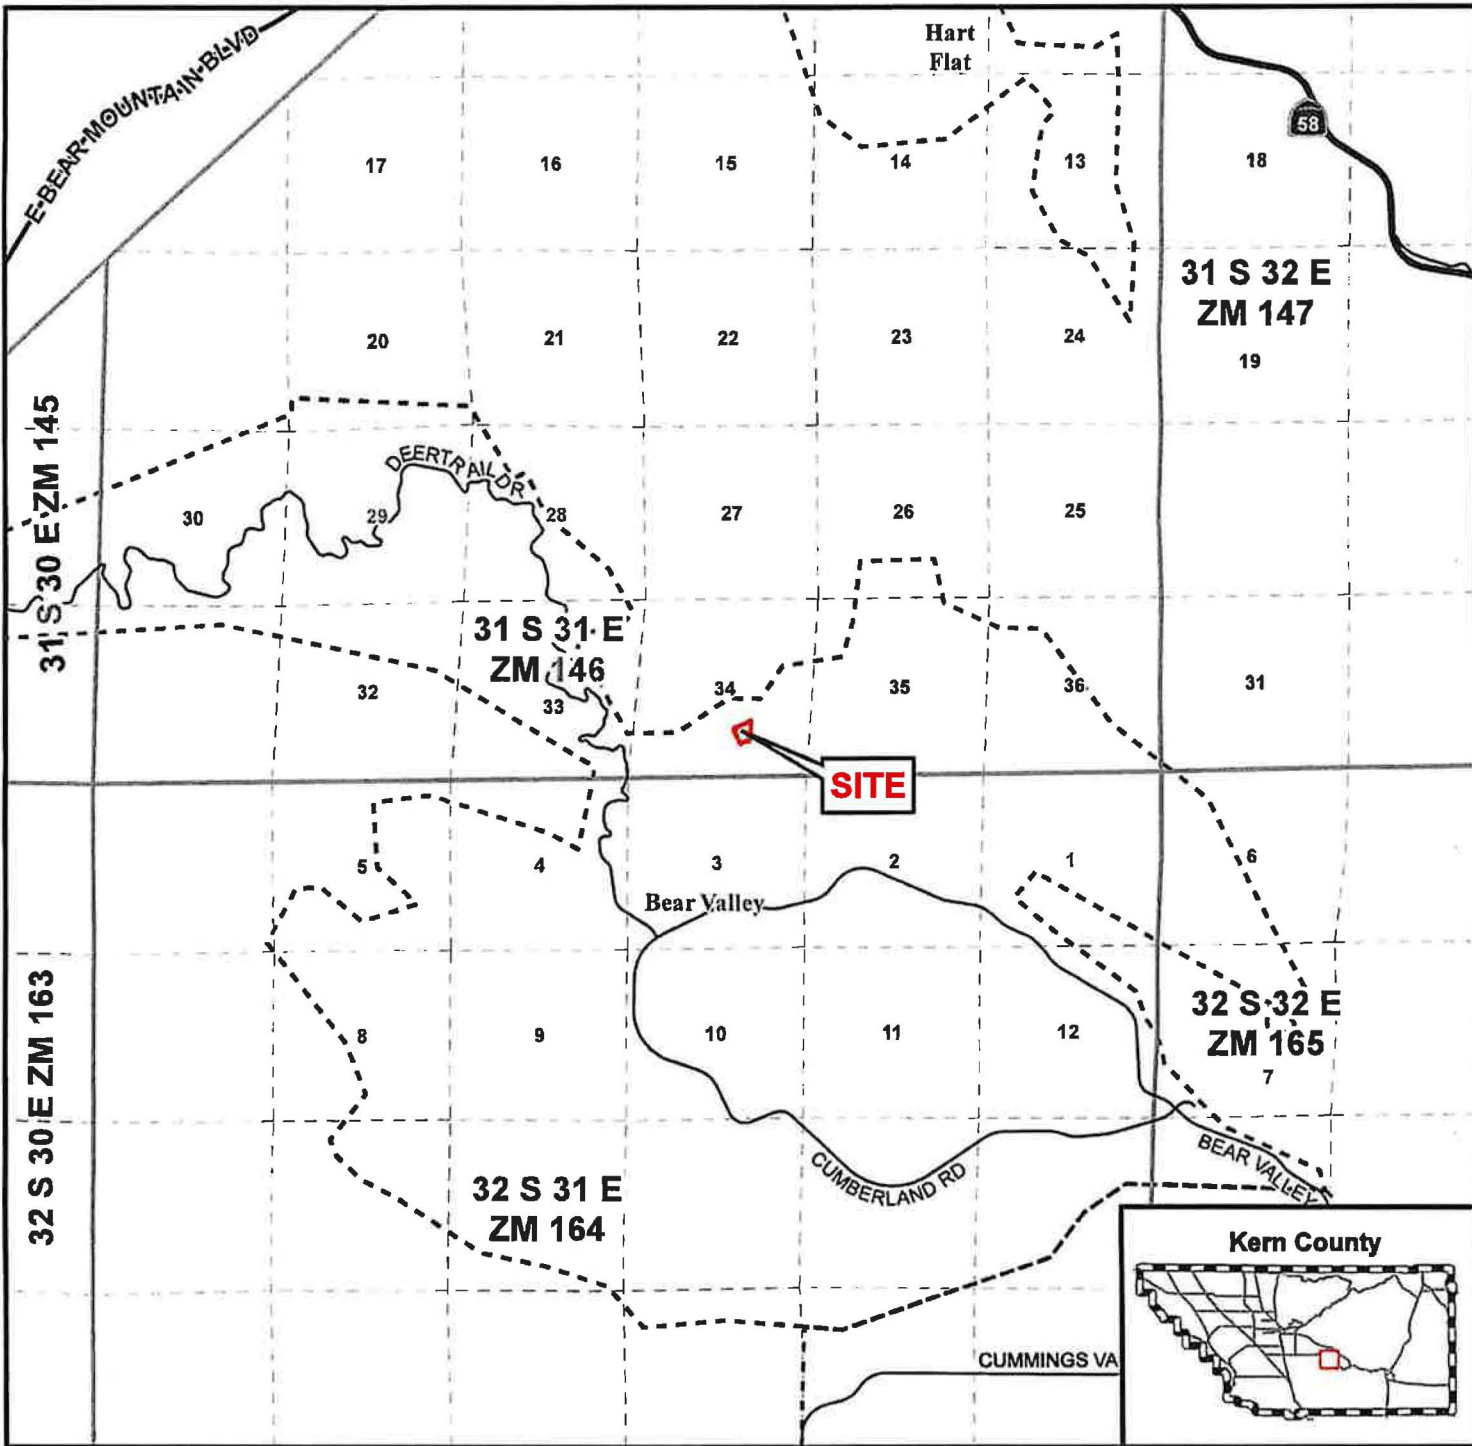 Hart
Flat
E BEAR MOUNTAIN BLVD
58
17
16
15
14
13
18
31 S 32 E
ZM 147
20
21
22
23
24
19
31 S 30 E ZM 145
DEERTRAIL DR
30
29
28
27
26
25
31 S 31 E
ZM 146
32
33
34
35
36
31
SITE
5
4
3
2
1
6
Bear Valley
32 S 30 E ZM 163
8
9
10
11
12
32 S 32 E
ZM 165
7
32 S 31 E
ZM 164
CUMBERLAND RD
BEAR VALLEY
Kern County
CUMMINGS VA